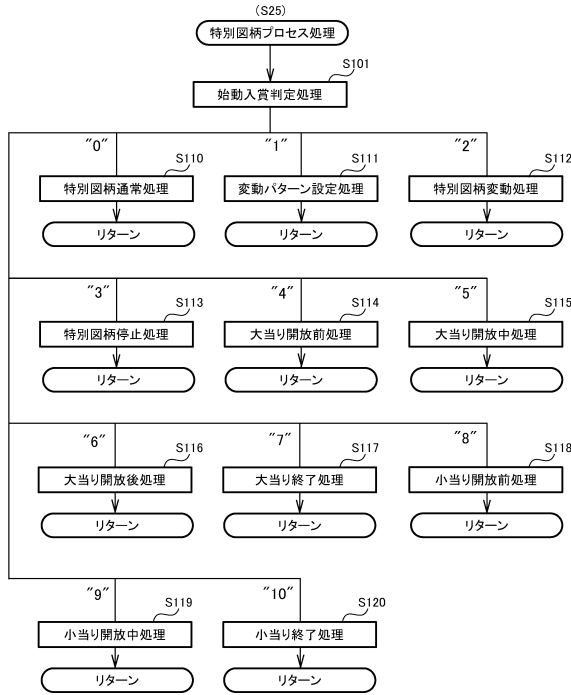 (S25)
特別図柄プロセス処理
S101
始動入賞判定処理
"0"
"1"
"2"
S110
S111
S112
特別図柄通常処理
変動パターン設定処理
特別図柄変動処理
リターン
リターン
リターン
"3"
"4"
"5"
S113
S114
S115
特別図柄停止処理
大当り開放前処理
大当り開放中処理
リターン
リターン
リターン
"6"
"7"
"8"
S116
S117
S118
大当り開放後処理
大当り終了処理
小当り開放前処理
リターン
リターン
リターン
"9"
"10"
S119
S120
小当り開放中処理
小当り終了処理
リターン
リターン